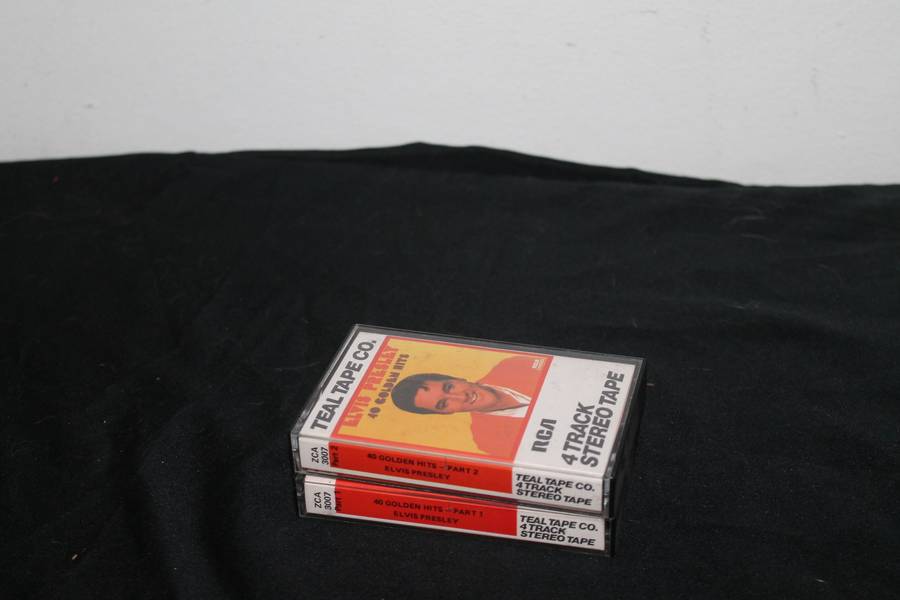 TEAL TAPE CO.
ELVIS PRESLEY
40 GOLDEN HITS
RCA
4 TRACK
STEREO TAPE
ZCA
3007
Part 2
40 GOLDEN HITS - PART 2
ELVIS PRESLEY
TEAL TAPE CO.
4 TRACK
STEREO TAPE
ZCA
3007
Part 1
40 GOLDEN HITS - PART 1
ELVIS PRESLEY
TEAL TAPE CO.
4 TRACK
STEREO TAPE